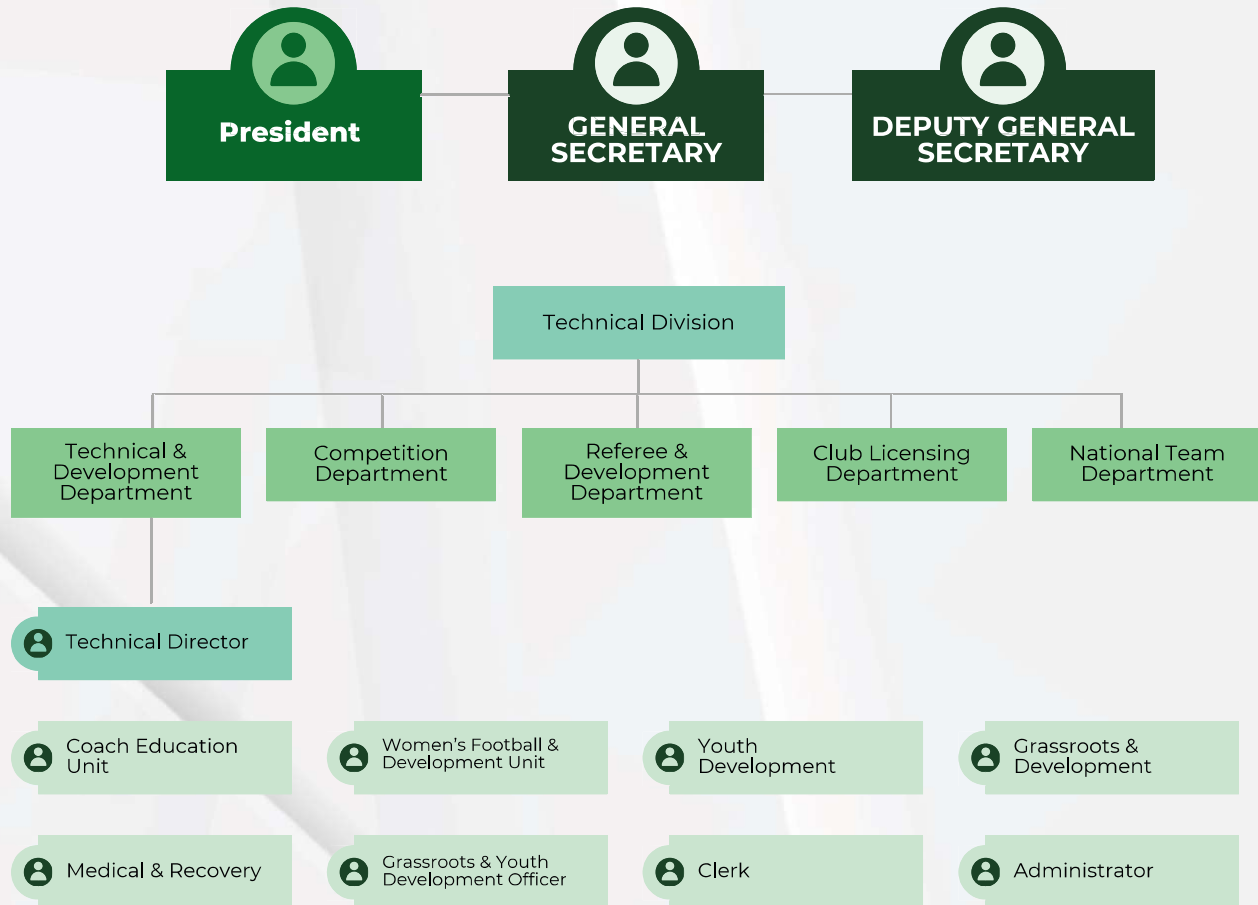 President
GENERAL
SECRETARY
DEPUTY GENERAL
SECRETARY
Technical Division
Technical &
Development
Department
Competition
Department
Referee &
Development
Department
Club Licensing
Department
National Team
Department
Technical Director
Coach Education
Unit
Women's Football &
Development Unit
Youth
Development
Grassroots &
Development
Medical & Recovery
Grassroots & Youth
Development Officer
Clerk
Administrator